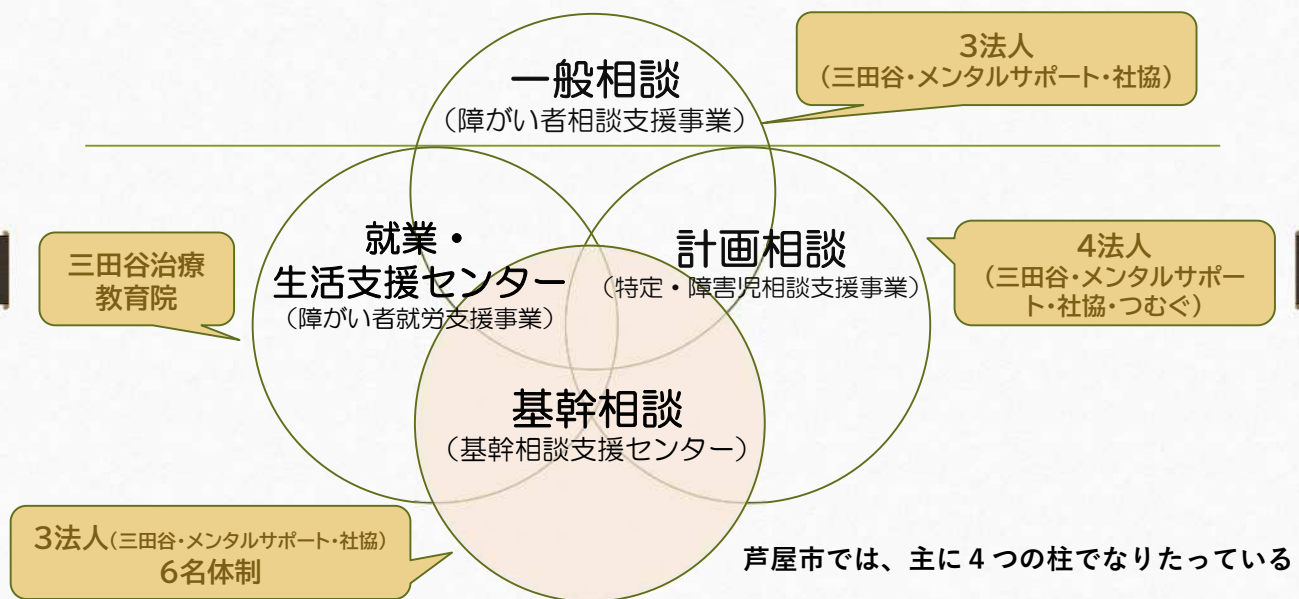 一般相談
（障がい者相談支援事業）
3法人
（三田谷・メンタルサポート・社協）
就業・
生活支援センター
（障がい者就労支援事業）
三田谷治療
教育院
計画相談
（特定・障害児相談支援事業）
4法人
（三田谷・メンタルサポー
ト・社協・つむぐ）
基幹相談
（基幹相談支援センター）
3法人（三田谷・メンタルサポート・社協）
6名体制
芦屋市では、主に４つの柱でなりたっている